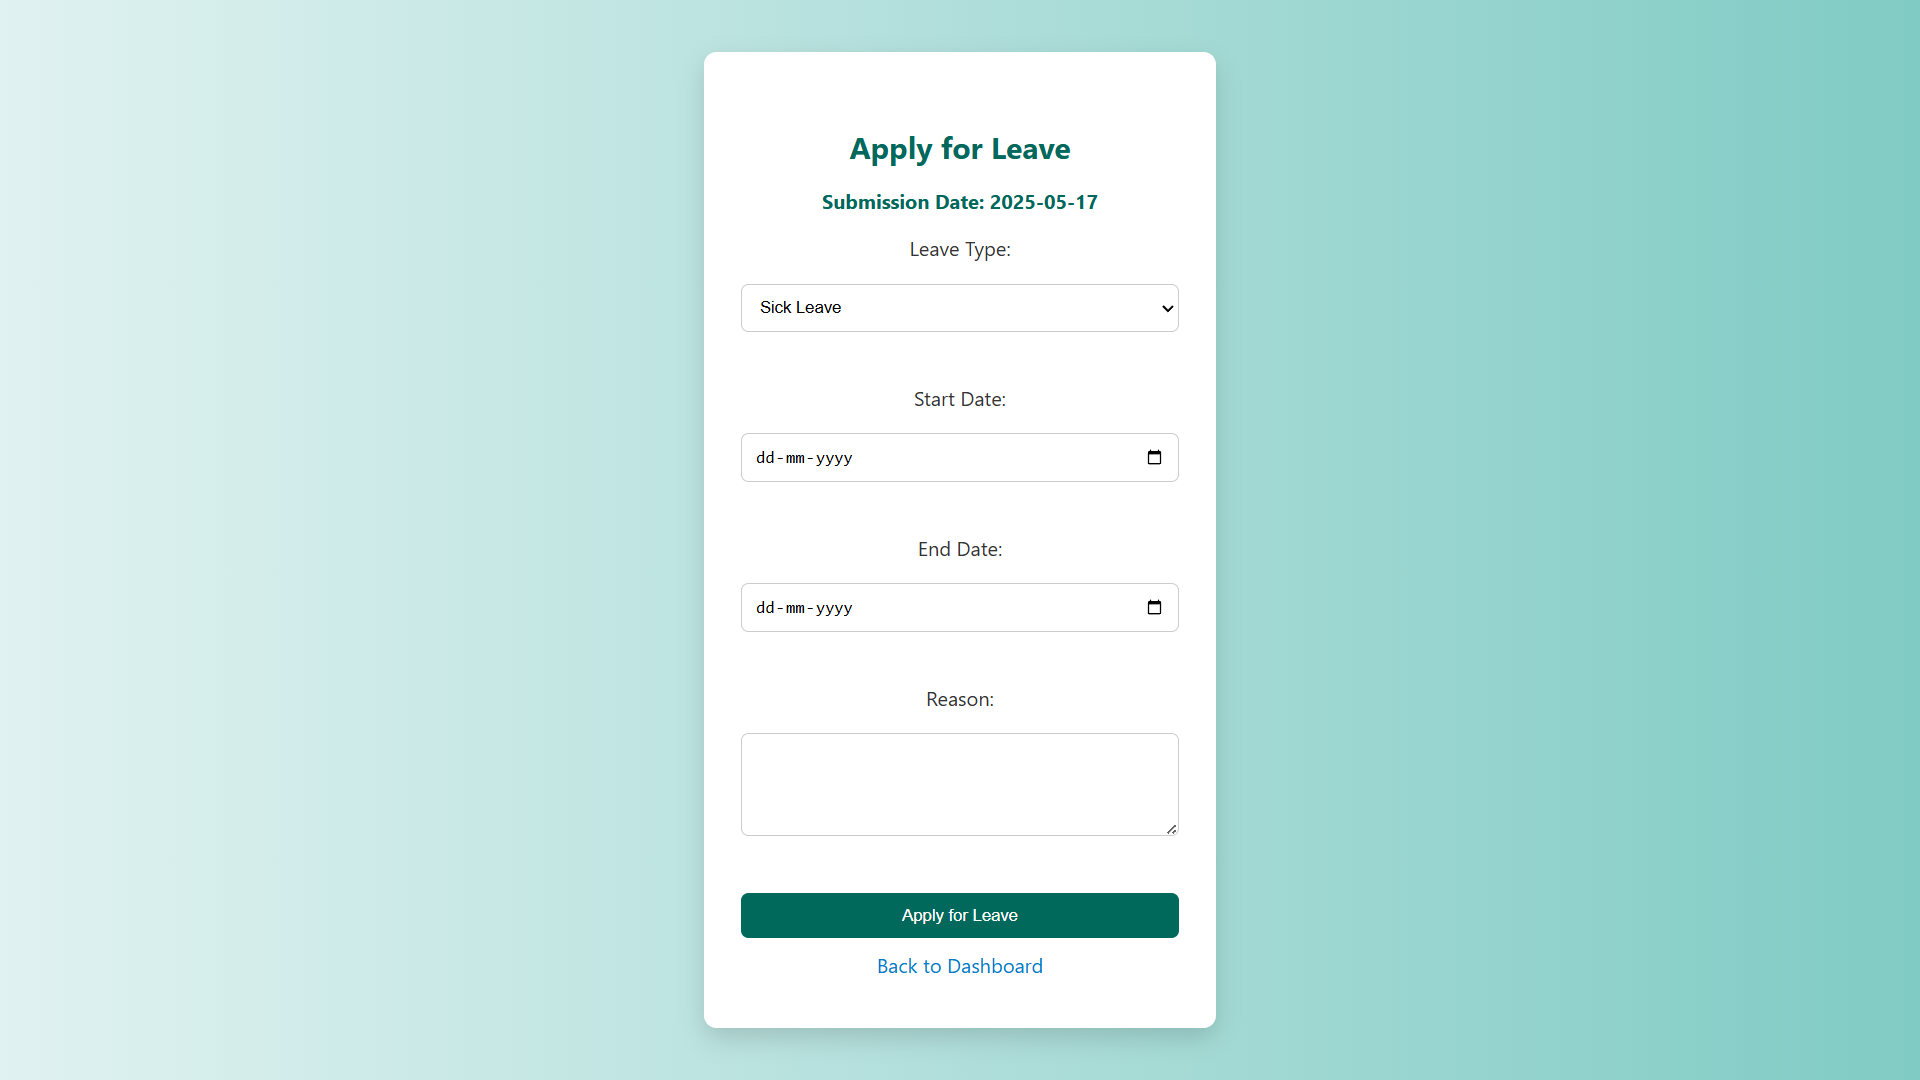 Apply for Leave
Submission Date: 2025-05-17
Leave Type:
Sick Leave
Start Date:
dd-mm-yyyy
End Date:
dd-mm-yyyy
Reason:
Apply for Leave
Back to Dashboard